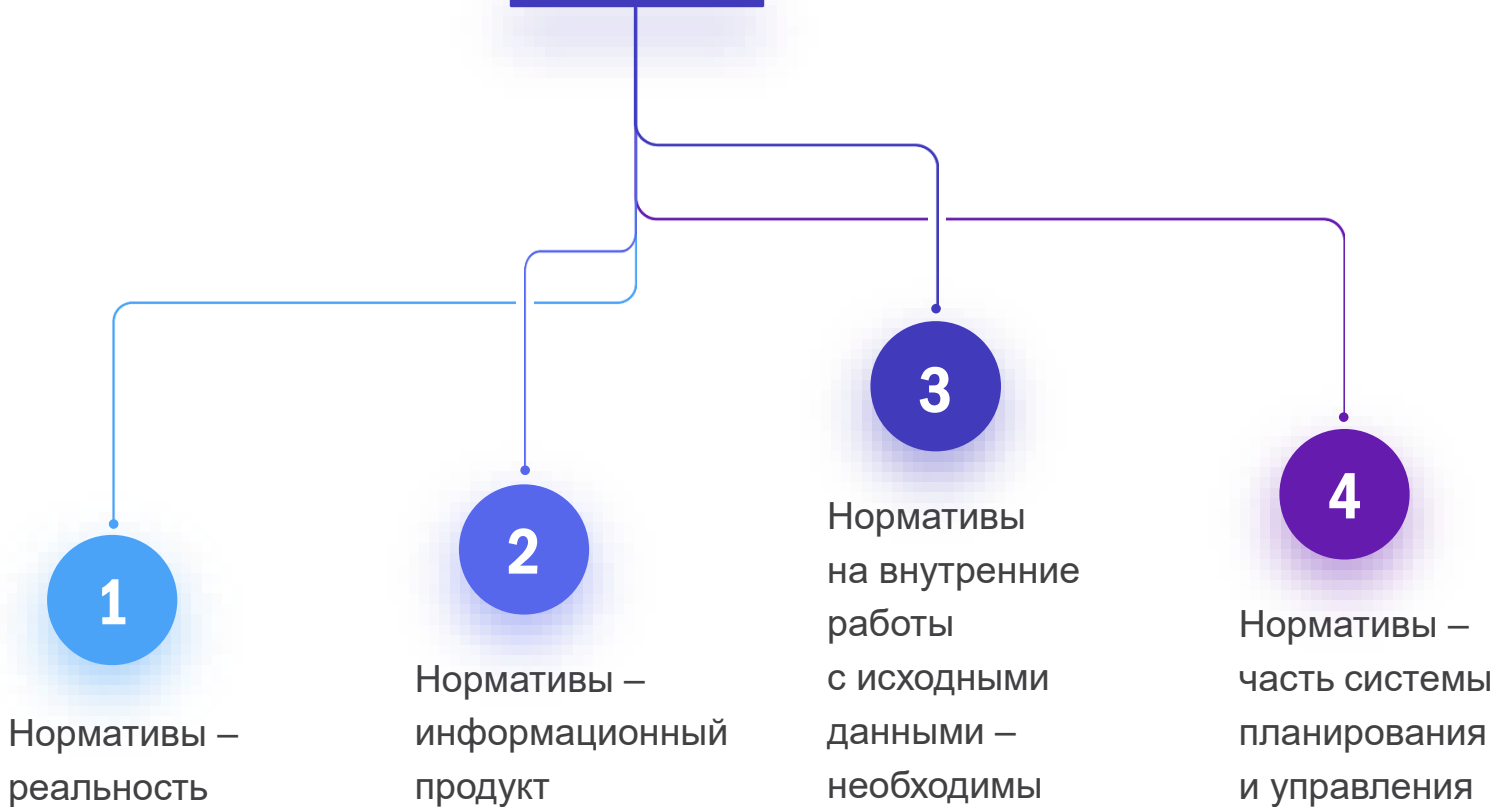 1
Нормативы –
реальность
2
Нормативы –
информационный
продукт
3
Нормативы
на внутренние
работы
с исходными
данными –
необходимы
4
Нормативы –
часть системы
планирования
и управления